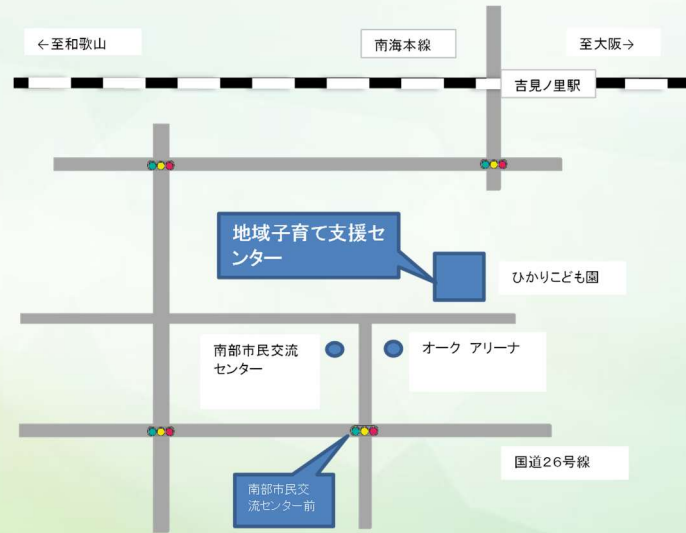 ←至和歌山
南海本線
至大阪→
吉見ノ里駅
地域子育て支援セ
ンター
ひかりこども園
南部市民交流
センター
オーク アリーナ
国道26号線
南部市民交
流センター前